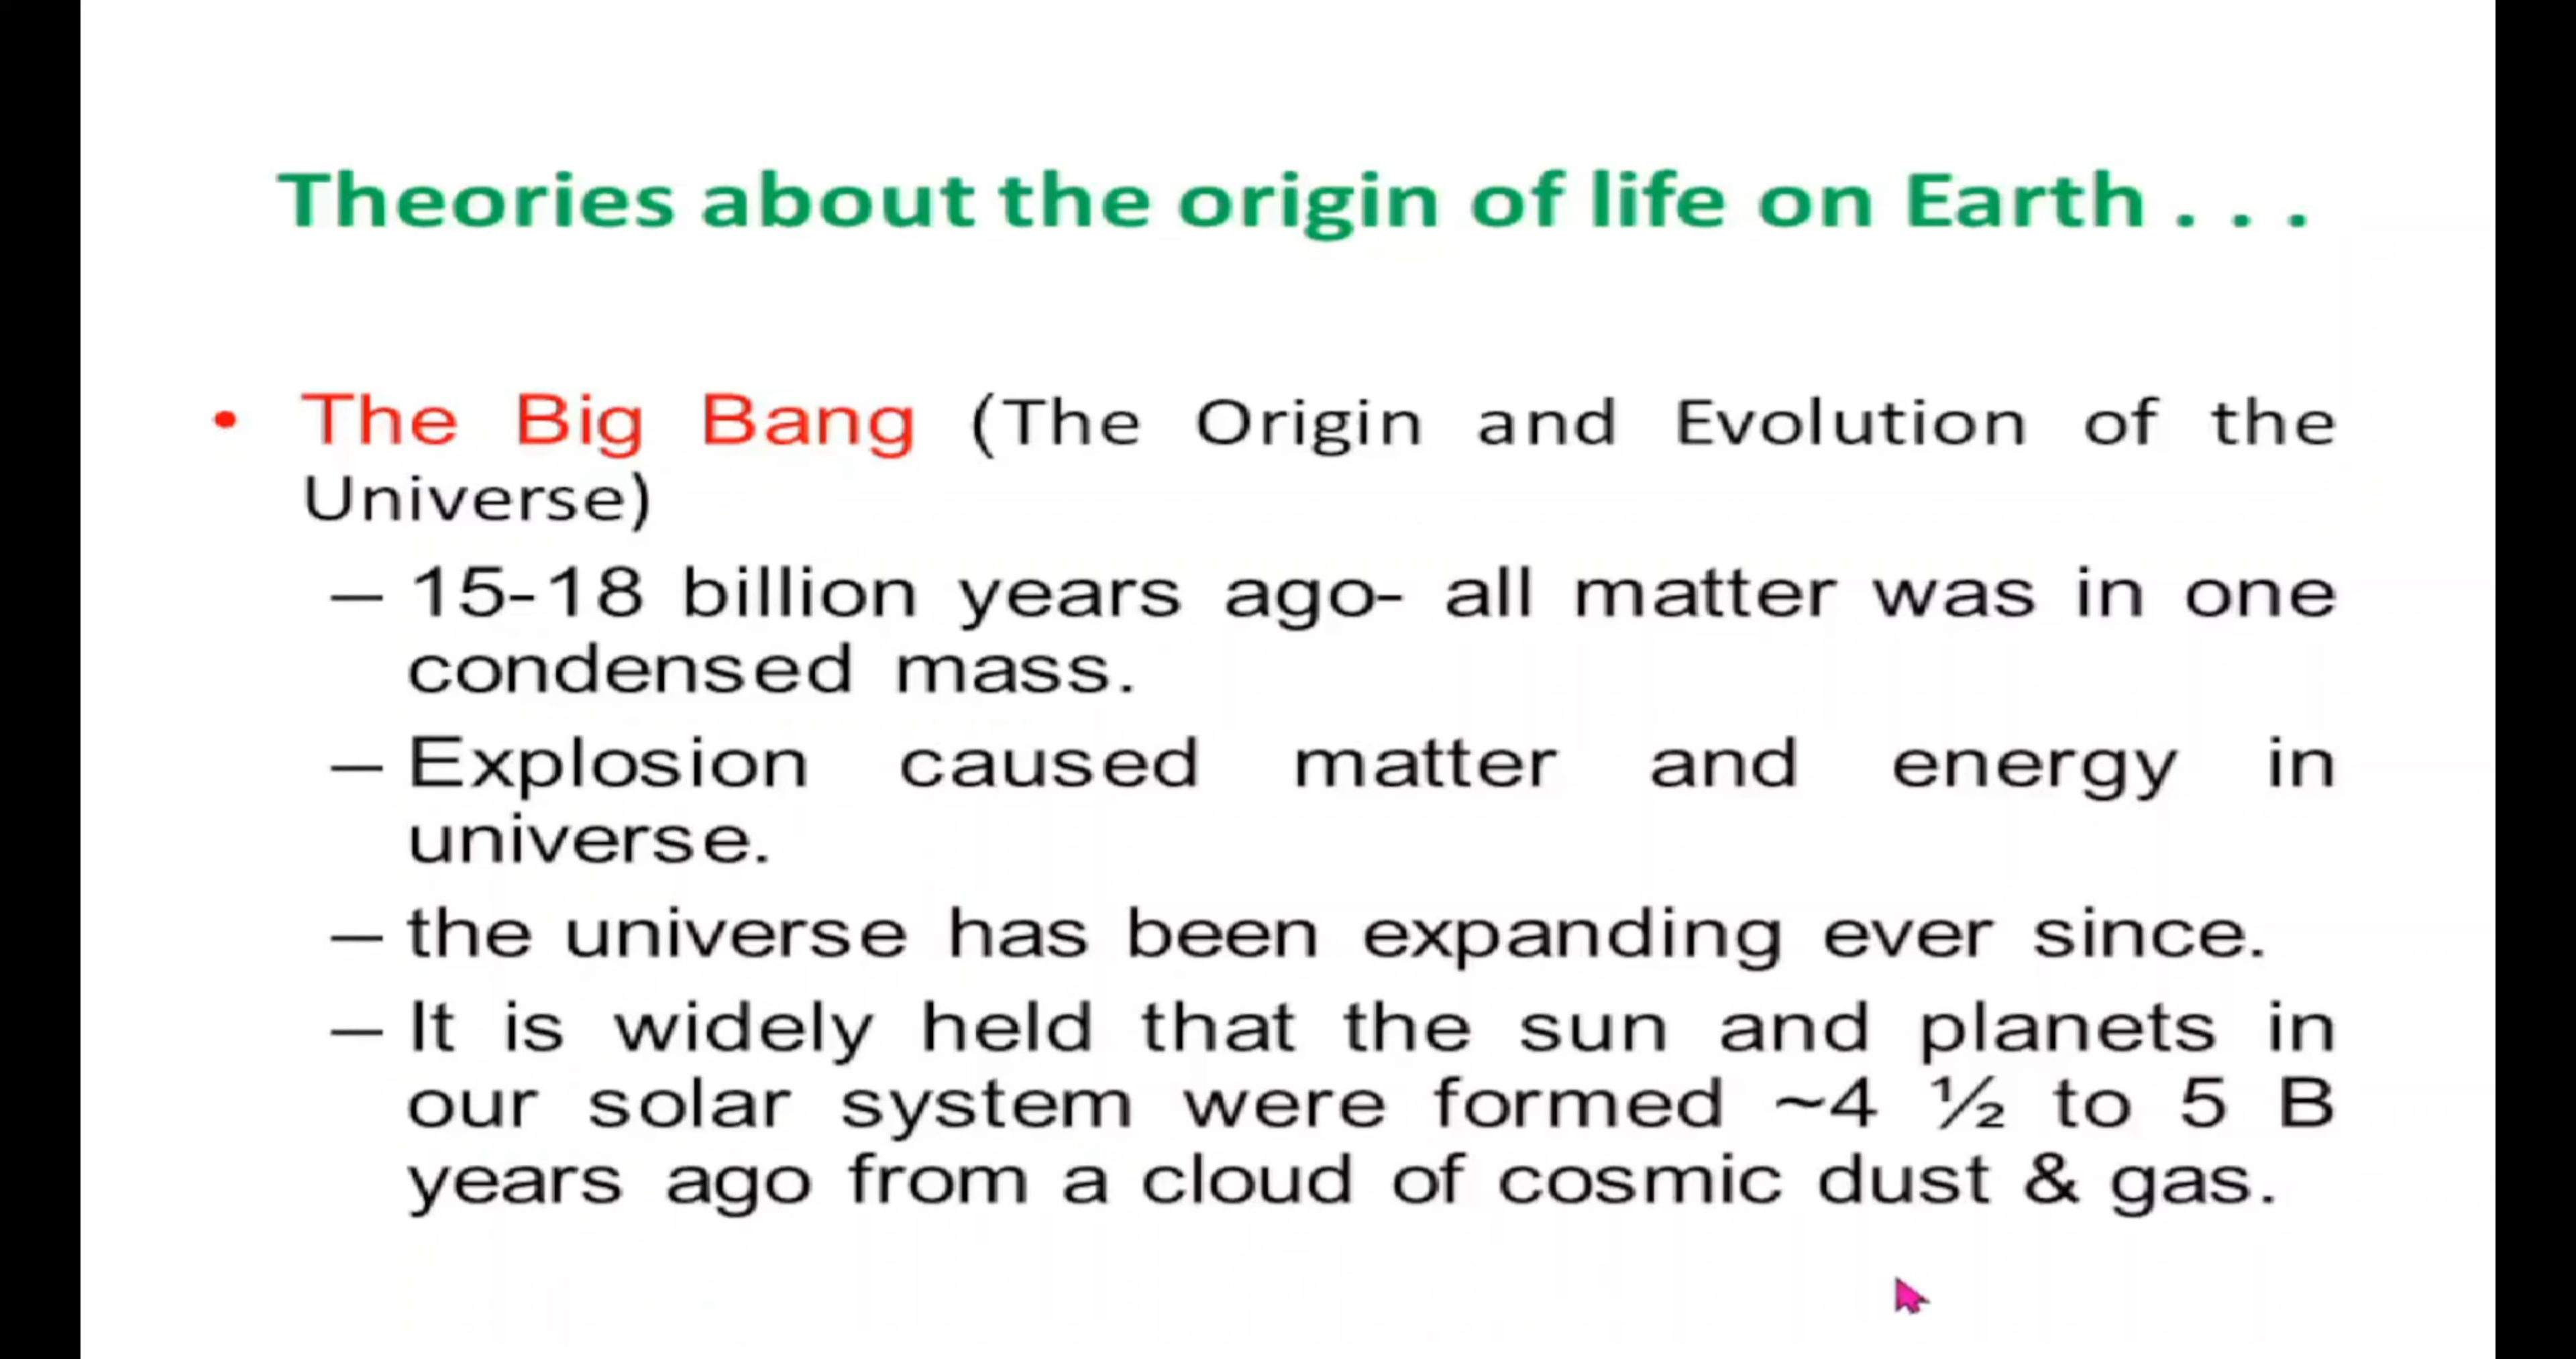 Theories about the origin of life on Earth . . .
• The Big Bang (The Origin and Evolution of the
Universe)
– 15-18 billion years ago- all matter was in one
condensed mass.
– Explosion caused matter and energy in
universe.
– the universe has been expanding ever since.
– It is widely held that the sun and planets in
our solar system were formed ~4 ½ to 5 B
years ago from a cloud of cosmic dust & gas.